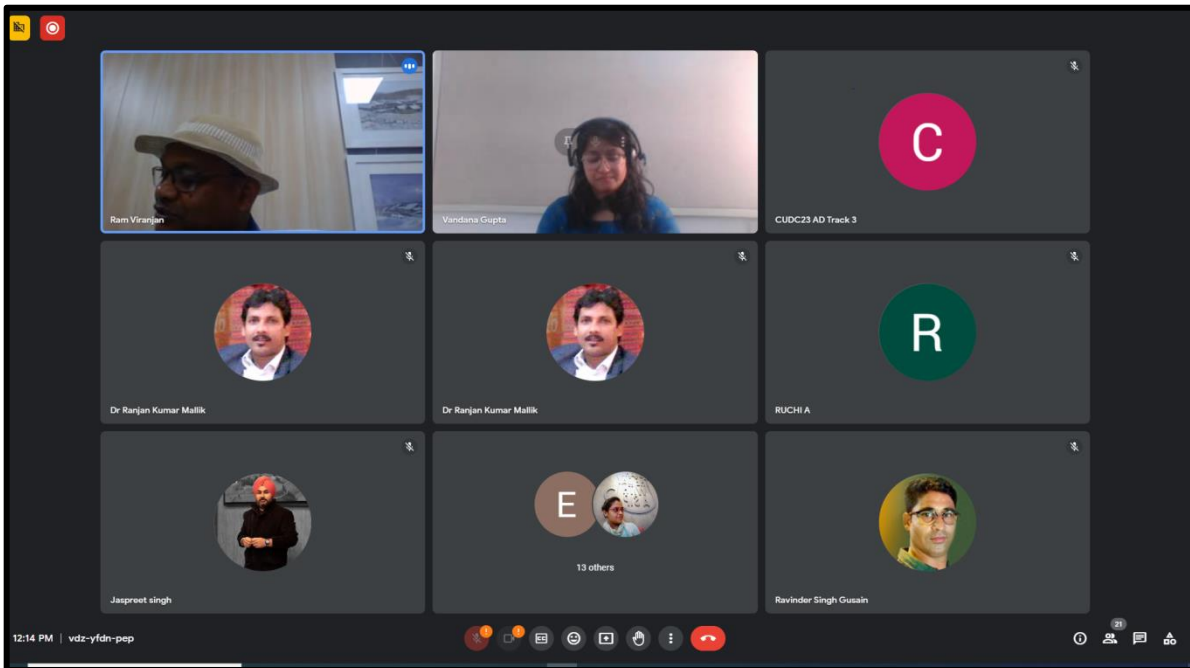 Ram Viranjan
Vandana Gupta
C
CUDC23 AD Track 3
Dr Ranjan Kumar Mallik
Dr Ranjan Kumar Mallik
R
RUCHI A
Jaspreet singh
E
13 others
Ravinder Singh Gusain
12:14 PM | vdz-yfdn-pep
CC
21